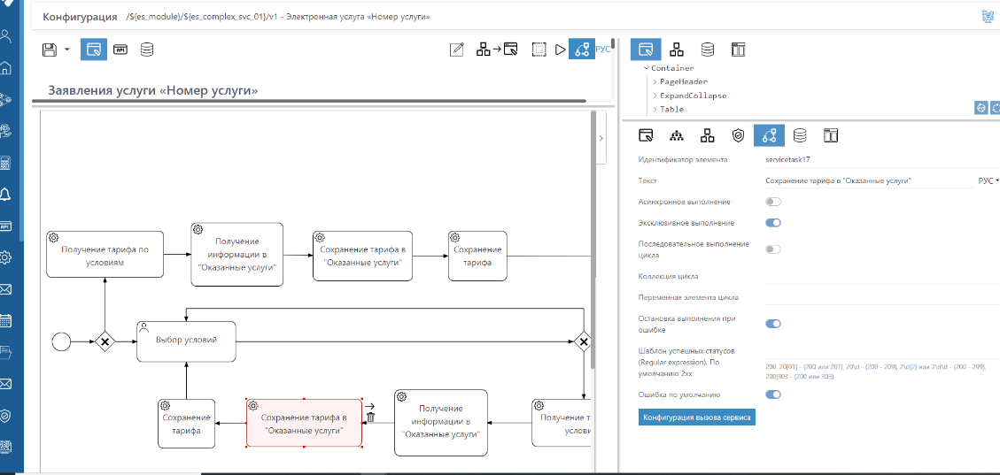 Конфигурация /${es_module}/${es_complex_svc_01}/v1 - Электронная услуга «Номер услуги»
API
РУС
Заявления услуги «Номер услуги»
Container
PageHeader
ExpandCollapse
Table
API
Получение тарифа по
условиям
Получение
информации в
"Оказанные услуги"
Сохранение тарифа в
"Оказанные услуги"
Сохранение
тарифа
Выбор условий
Сохранение
тарифа
Сохранение тарифа в
"Оказанные услуги"
Получение
информации в
"Оказанные услуги"
Получение т
услови
Идентификатор элемента
servicetask17
Текст
Сохранение тарифа в "Оказанные услуги"
РУС
Асинхронное выполнение
Эксклюзивное выполнение
Последовательное выполнение
цикла
Коллекция цикла
Переменная элемента цикла
Остановка выполнения при
ошибке
Шаблон успешных статусов
(Regular expression). По
умолчанию 2xx
200, 20[01] - (200 или 201), 20\d - (200 - 209), 2\d{2} или 2\d\d - (200 - 299),
200|303 - (200 или 303)
Ошибка по умолчанию
Конфигурация вызова сервиса